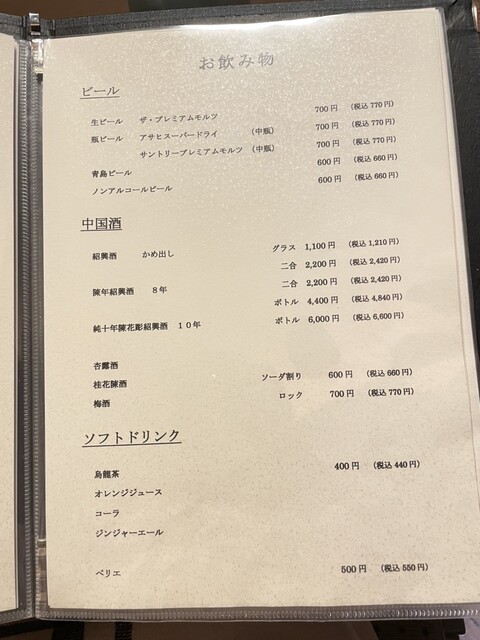 お飲み物
ビール
生ビール ザ・プレミアムモルツ 700円 (税込 770円)
瓶ビール アサヒスーパードライ (中瓶) 700円 (税込 770円)
サントリープレミアムモルツ (中瓶) 700円 (税込 770円)
青島ビール 600円 (税込 660円)
ノンアルコールビール 600円 (税込 660円)
中国酒
紹興酒 かめ出し グラス 1,100円 (税込 1,210円)
二合 2,200円 (税込 2,420円)
陳年紹興酒 8年 二合 2,200円 (税込 2,420円)
ボトル 4,400円 (税込 4,840円)
純十年陳花彫紹興酒 10年 ボトル 6,000円 (税込 6,600円)
杏露酒
桂花陳酒 ソーダ割り 600円 (税込 660円)
梅酒 ロック 700円 (税込 770円)
ソフトドリンク
烏龍茶 400円 (税込 440円)
オレンジジュース
コーラ
ジンジャーエール
ペリエ 500円 (税込 550円)